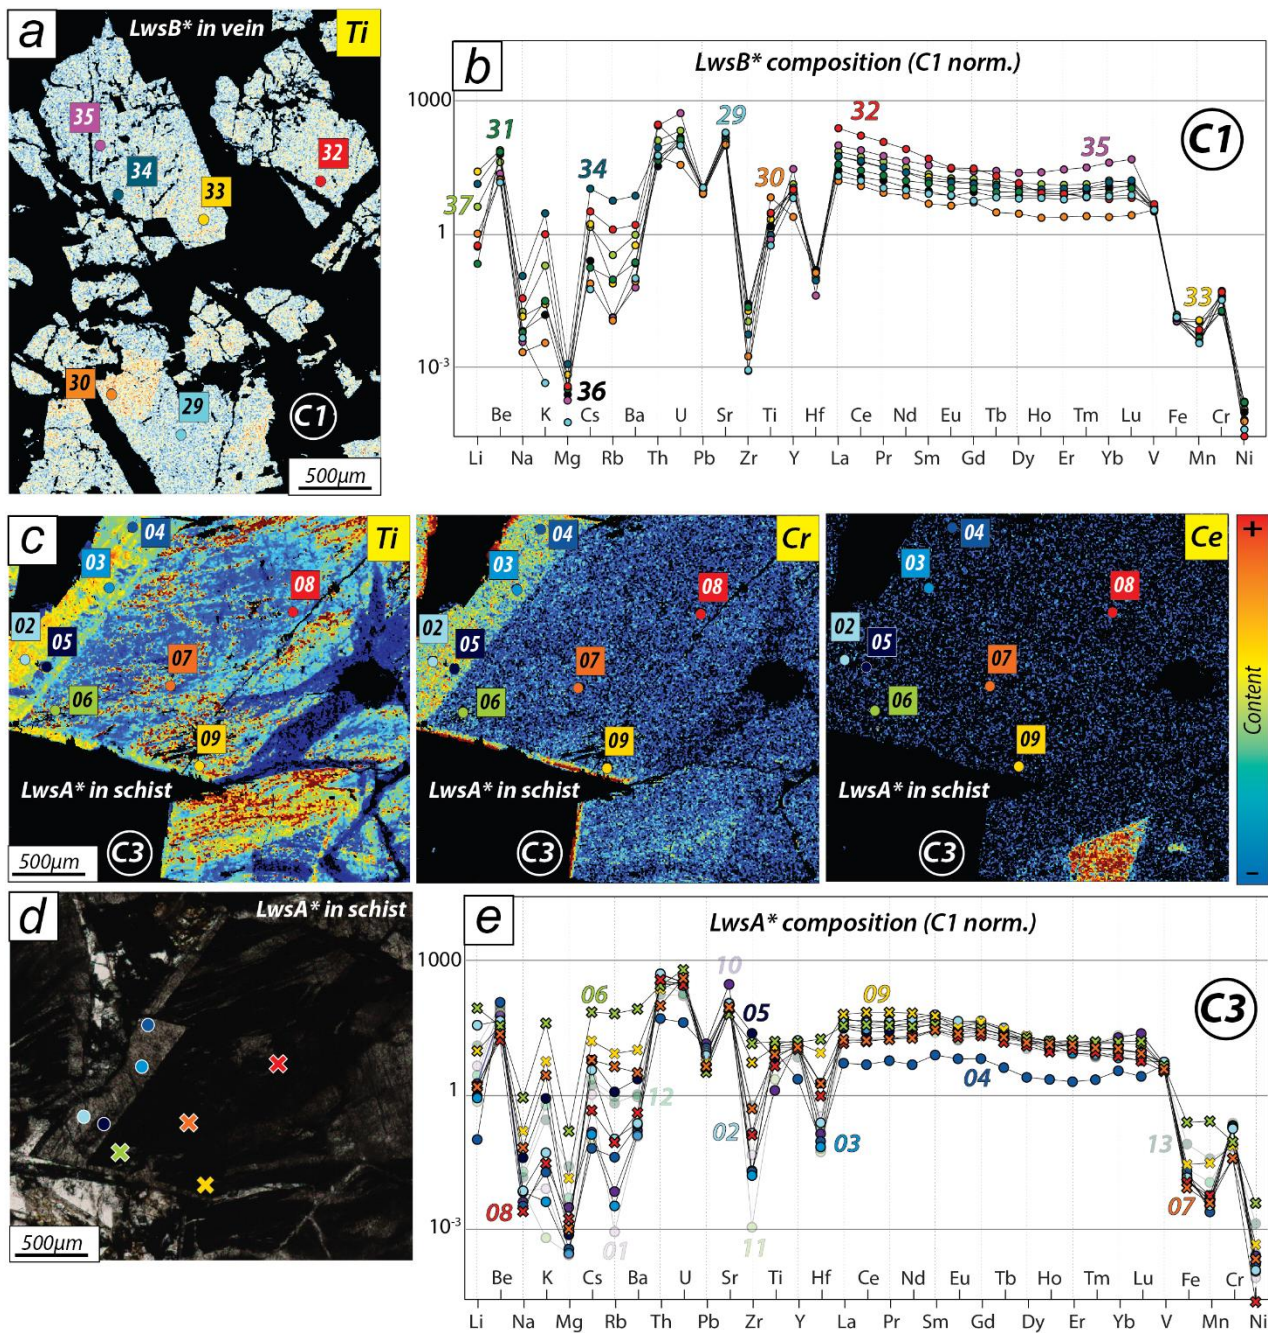 a
LwsB* in vein
Ti
35
34
33
32
30
29
C1
500µm
b
LwsB* composition (C1 norm.)
C1
1000
1
10-3
31
37
34
36
29
30
32
35
33
Be K Cs Ba U Sr Ti Hf Ce Nd Eu Tb Ho Tm Lu Fe Cr
Li Na Mg Rb Th Pb Zr Y La Pr Sm Gd Dy Er Yb V Mn Ni
c
Ti
04
03
08
02
05
07
06
09
LwsA* in schist
C3
500µm
Cr
04
03
08
02
05
07
06
09
LwsA* in schist
C3
Ce
04
03
08
02
05
07
06
09
LwsA* in schist
C3
+
Content
–
d
LwsA* in schist
500µm
e
LwsA* composition (C1 norm.)
C3
1000
1
10-3
06
10
05
09
04
12
02
03
13
08
01
11
07
Be K Cs Ba U Sr Ti Hf Ce Nd Eu Tb Ho Tm Lu Fe Cr
Li Na Mg Rb Th Pb Zr Y La Pr Sm Gd Dy Er Yb V Mn Ni